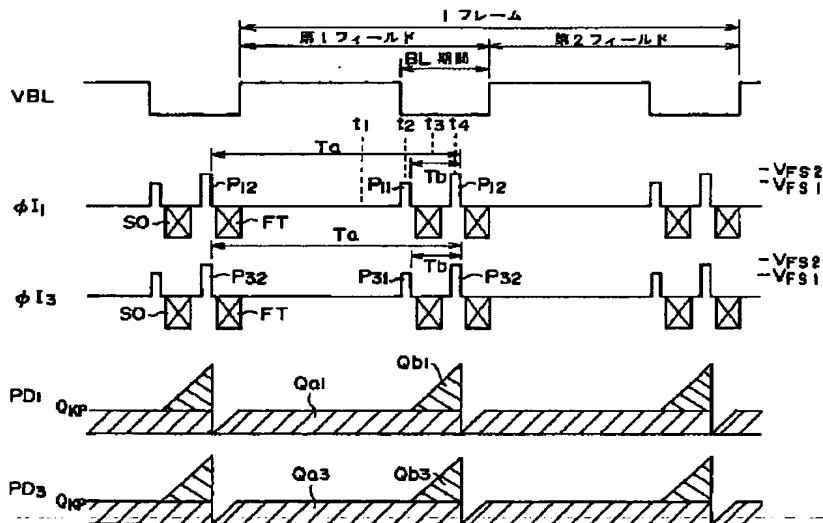 1フレーム
第1フィールド 第2フィールド
BL 期間
VBL
t1 t2 t3 t4
Ta
Tb
P12 P11 P12
VFS2
VFS1
φI1
SO FT
Ta
Tb
P32 P31 P32
VFS2
VFS1
φI3
SO FT
Qb1
PD1 QKP Qa1
Qa3 Qb3
PD3 QKP